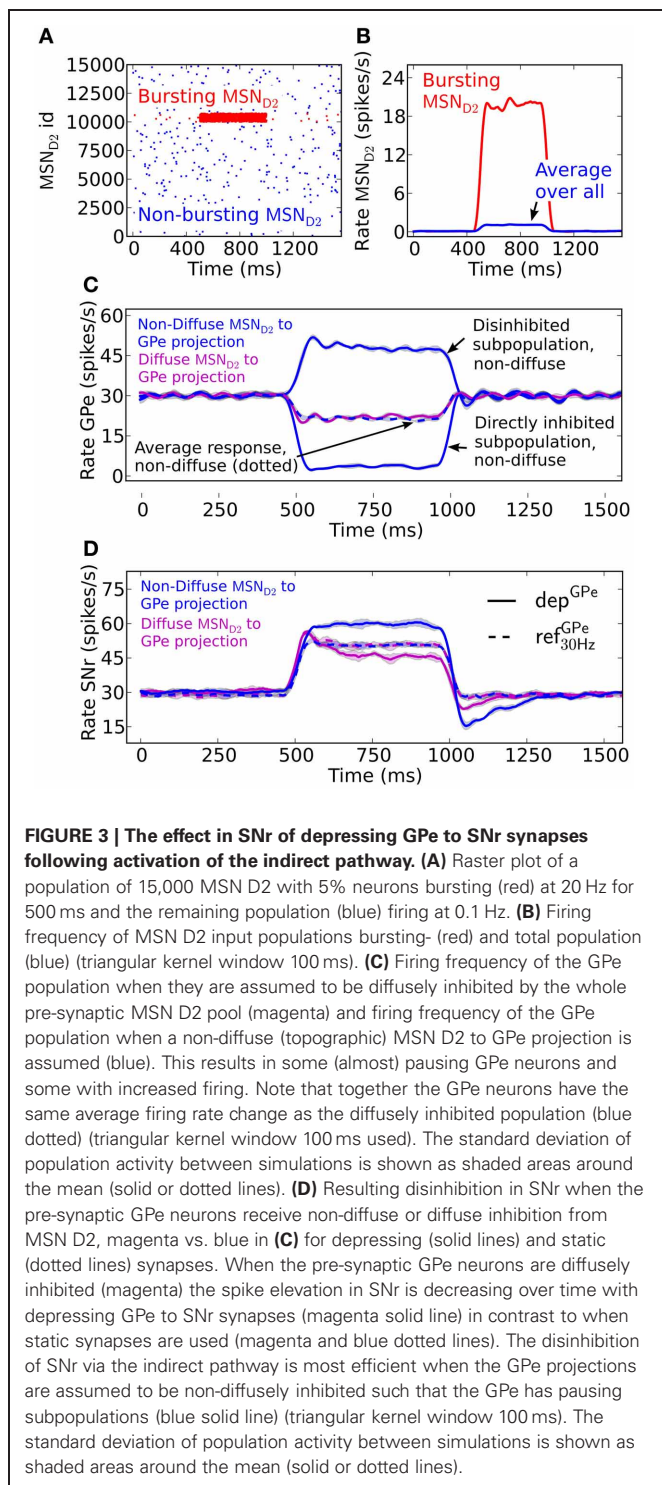 A
15000
12500
10000
7500
5000
2500
0
MSN_D2 id
Bursting MSN_D2
Non-bursting MSN_D2
0 400 800 1200
Time (ms)
B
24
18
12
6
0
Rate MSN_D2 (spikes/s)
Bursting
MSN_D2
Average
over all
0 400 800 1200
Time (ms)
C
60
45
30
15
0
Rate GPe (spikes/s)
Non-Diffuse MSN_D2 to
GPe projection
Diffuse MSN_D2 to
GPe projection
Disinhibited
subpopulation,
non-diffuse
Average response,
non-diffuse (dotted)
Directly inhibited
subpopulation,
non-diffuse
0 250 500 750 1000 1250 1500
Time (ms)
D
75
60
45
30
15
Rate SNr (spikes/s)
Non-Diffuse MSN_D2 to
GPe projection
Diffuse MSN_D2 to
GPe projection
dep^GPe
ref^GPe_30Hz
0 250 500 750 1000 1250 1500
Time (ms)
FIGURE 3 | The effect in SNr of depressing GPe to SNr synapses
following activation of the indirect pathway. (A) Raster plot of a
population of 15,000 MSN D2 with 5% neurons bursting (red) at 20 Hz for
500 ms and the remaining population (blue) firing at 0.1 Hz. (B) Firing
frequency of MSN D2 input populations bursting- (red) and total population
(blue) (triangular kernel window 100 ms). (C) Firing frequency of the GPe
population when they are assumed to be diffusely inhibited by the whole
pre-synaptic MSN D2 pool (magenta) and firing frequency of the GPe
population when a non-diffuse (topographic) MSN D2 to GPe projection is
assumed (blue). This results in some (almost) pausing GPe neurons and
some with increased firing. Note that together the GPe neurons have the
same average firing rate change as the diffusely inhibited population (blue
dotted) (triangular kernel window 100 ms used). The standard deviation of
population activity between simulations is shown as shaded areas around
the mean (solid or dotted lines). (D) Resulting disinhibition in SNr when the
pre-synaptic GPe neurons receive non-diffuse or diffuse inhibition from
MSN D2, magenta vs. blue in (C) for depressing (solid lines) and static
(dotted lines) synapses. When the pre-synaptic GPe neurons are diffusely
inhibited (magenta) the spike elevation in SNr is decreasing over time with
depressing GPe to SNr synapses (magenta solid line) in contrast to when
static synapses are used (magenta and blue dotted lines). The disinhibition
of SNr via the indirect pathway is most efficient when the GPe projections
are assumed to be non-diffusely inhibited such that the GPe has pausing
subpopulations (blue solid line) (triangular kernel window 100 ms). The
standard deviation of population activity between simulations is shown as
shaded areas around the mean (solid or dotted lines).